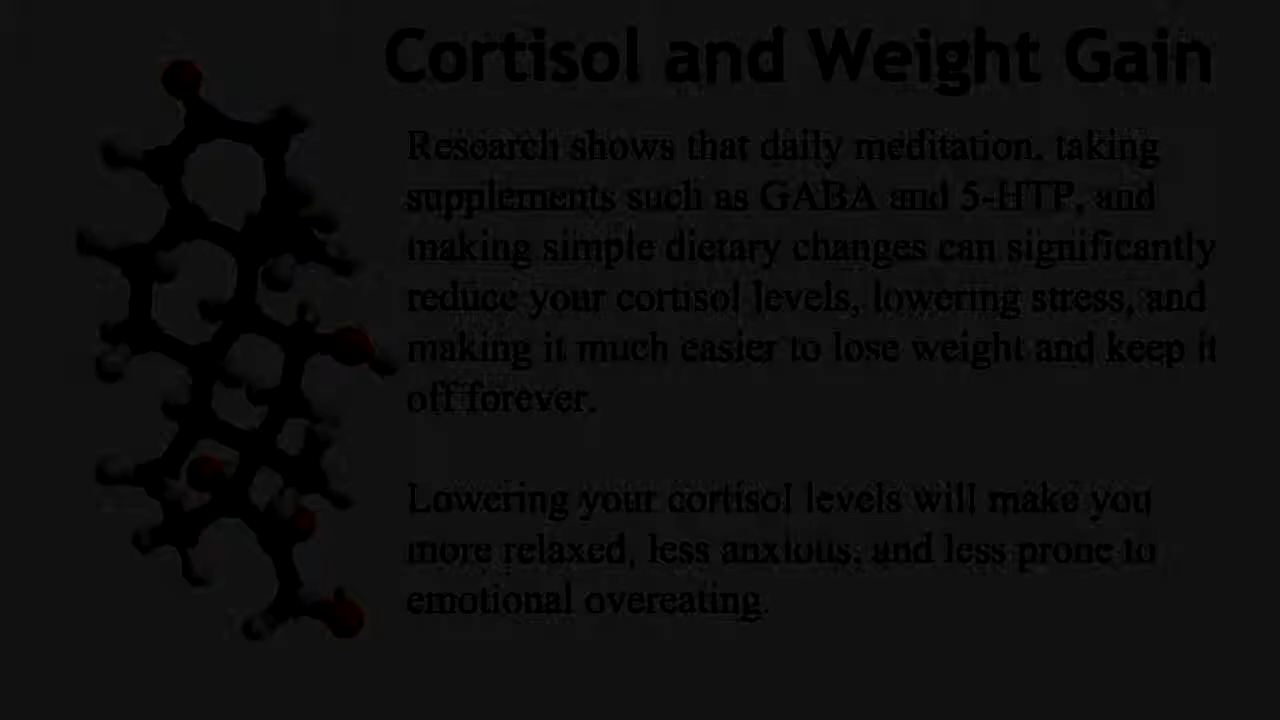 Cortisol and Weight Gain
Research shows that daily meditation, taking
supplements such as GABA and 5-HTP, and
making simple dietary changes can significantly
reduce your cortisol levels, lowering stress, and
making it much easier to lose weight and keep it
off forever.
Lowering your cortisol levels will make you
more relaxed, less anxious, and less prone to
emotional overeating.